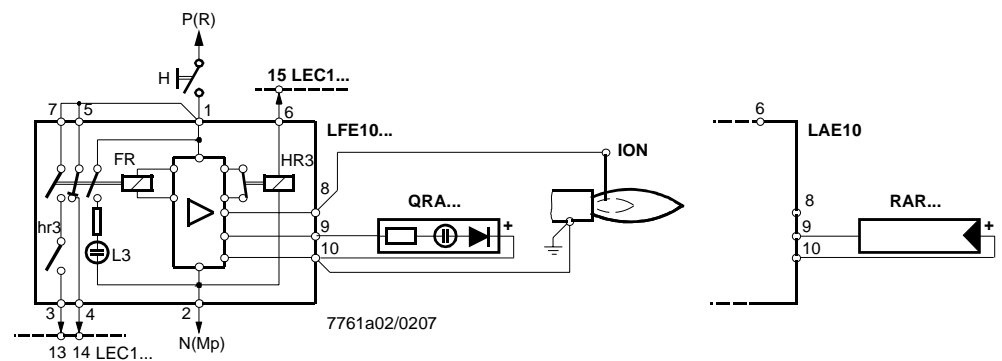 P(R)
H
15 LEC1...
7 5 1 6
LFE10...
6
LAE10
FR
HR3
ION
8
8
QRA...
+
RAR...
+
hr3
9
9
L3
10
10
3 4 2
7761a02/0207
N(Mp)
13 14 LEC1...